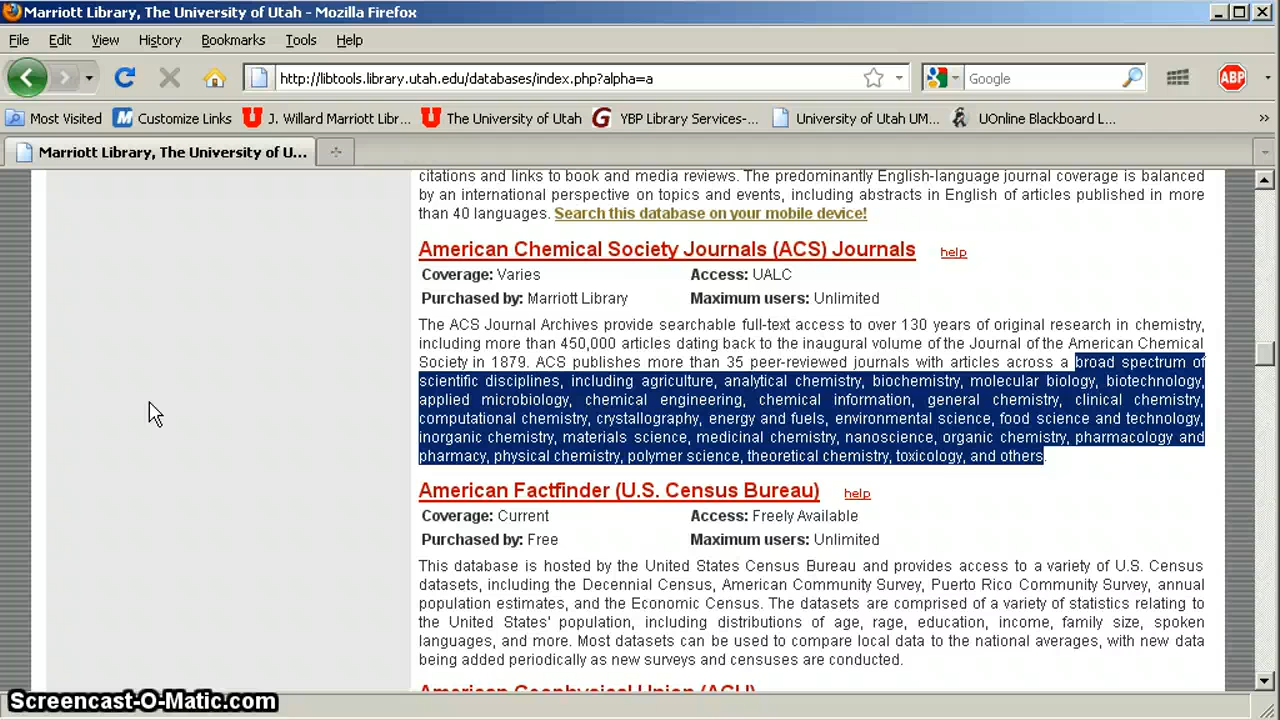 Marriott Library, The University of Utah - Mozilla Firefox
File Edit View History Bookmarks Tools Help
http://libtools.library.utah.edu/databases/index.php?alpha=a
Google
ABP
Most Visited Customize Links J. Willard Marriott Libr... The University of Utah YBP Library Services-... University of Utah UM... UOnline Blackboard L... »
Marriott Library, The University of U...
citations and links to book and media reviews. The predominantly English-language journal coverage is balanced
by an international perspective on topics and events, including abstracts in English of articles published in more
than 40 languages. Search this database on your mobile device!
American Chemical Society Journals (ACS) Journals help
Coverage: Varies Access: UALC
Purchased by: Marriott Library Maximum users: Unlimited
The ACS Journal Archives provide searchable full-text access to over 130 years of original research in chemistry,
including more than 450,000 articles dating back to the inaugural volume of the Journal of the American Chemical
Society in 1879. ACS publishes more than 35 peer-reviewed journals with articles across a broad spectrum of
scientific disciplines, including agriculture, analytical chemistry, biochemistry, molecular biology, biotechnology,
applied microbiology, chemical engineering, chemical information, general chemistry, clinical chemistry,
computational chemistry, crystallography, energy and fuels, environmental science, food science and technology,
inorganic chemistry, materials science, medicinal chemistry, nanoscience, organic chemistry, pharmacology and
pharmacy, physical chemistry, polymer science, theoretical chemistry, toxicology, and others.
American Factfinder (U.S. Census Bureau) help
Coverage: Current Access: Freely Available
Purchased by: Free Maximum users: Unlimited
This database is hosted by the United States Census Bureau and provides access to a variety of U.S. Census
datasets, including the Decennial Census, American Community Survey, Puerto Rico Community Survey, annual
population estimates, and the Economic Census. The datasets are comprised of a variety of statistics relating to
the United States' population, including distributions of age, rage, education, income, family size, spoken
languages, and more. Most datasets can be used to compare local data to the national averages, with new data
being added periodically as new surveys and censuses are conducted.
American Geophysical Union (AGU)
Screencast-O-Matic.com